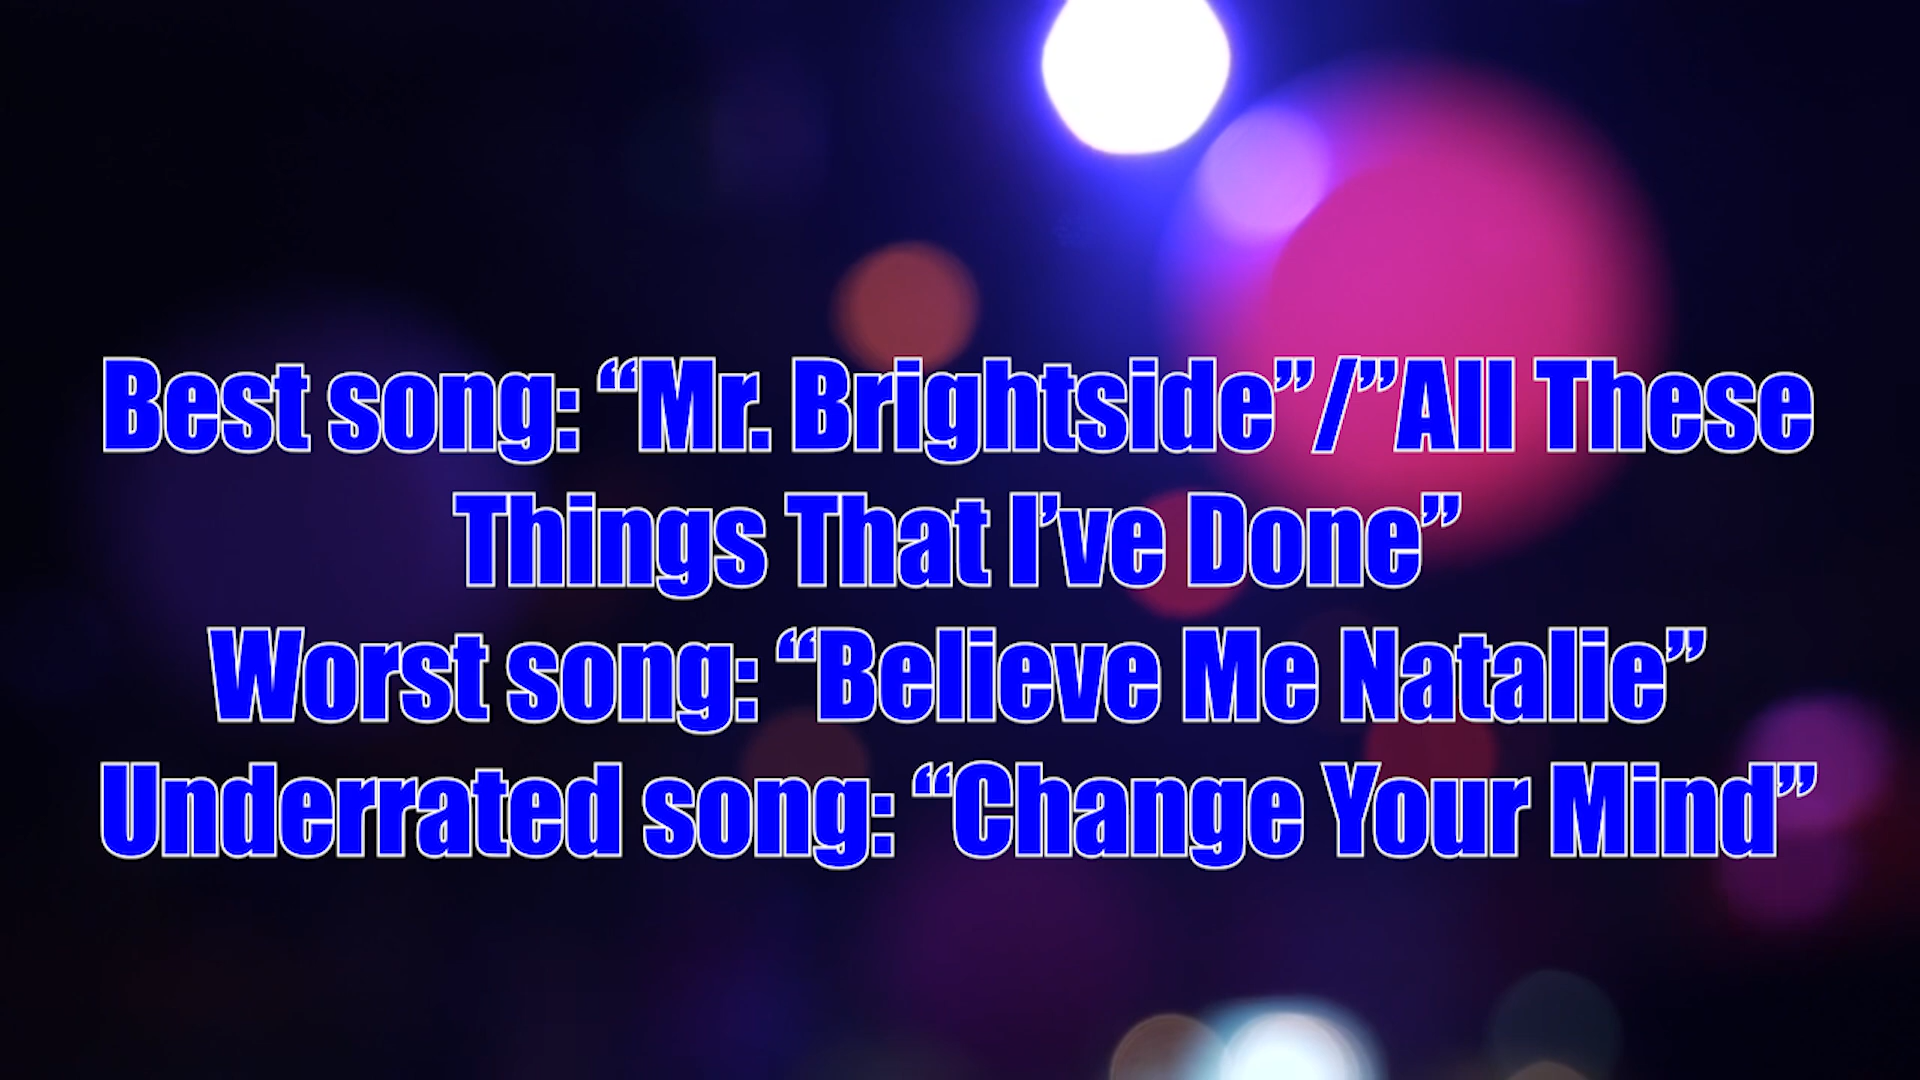 Best song: “Mr. Brightside”/”All These
Things That I’ve Done”
Worst song: “Believe Me Natalie”
Underrated song: “Change Your Mind”